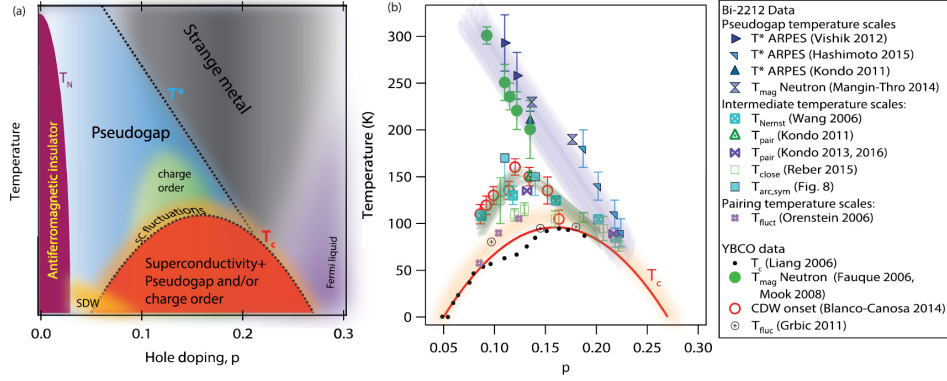 (a)
T_N
Antiferromagnetic insulator
Temperature
Pseudogap
T*
Strange metal
charge order
SC fluctuations
T_c
Superconductivity+
Pseudogap and/or
charge order
SDW
Fermi liquid
0.0
0.1
0.2
0.3
Hole doping, p
(b)
Temperature (K)
300
250
200
150
100
50
0
T_c
0.05
0.10
0.15
0.20
0.25
0.30
p
Bi-2212 Data
Pseudogap temperature scales
T* ARPES (Vishik 2012)
T* ARPES (Hashimoto 2015)
T* ARPES (Kondo 2011)
T_mag Neutron (Mangin-Thro 2014)
Intermediate temperature scales:
T_Nernst (Wang 2006)
T_pair (Kondo 2011)
T_pair (Kondo 2013, 2016)
T_close (Reber 2015)
T_arc,sym (Fig. 8)
Pairing temperature scales:
T_fluct (Orenstein 2006)
YBCO data
T_c (Liang 2006)
T_mag Neutron (Fauque 2006,
Mook 2008)
CDW onset (Blanco-Canosa 2014)
T_fluc (Grbic 2011)